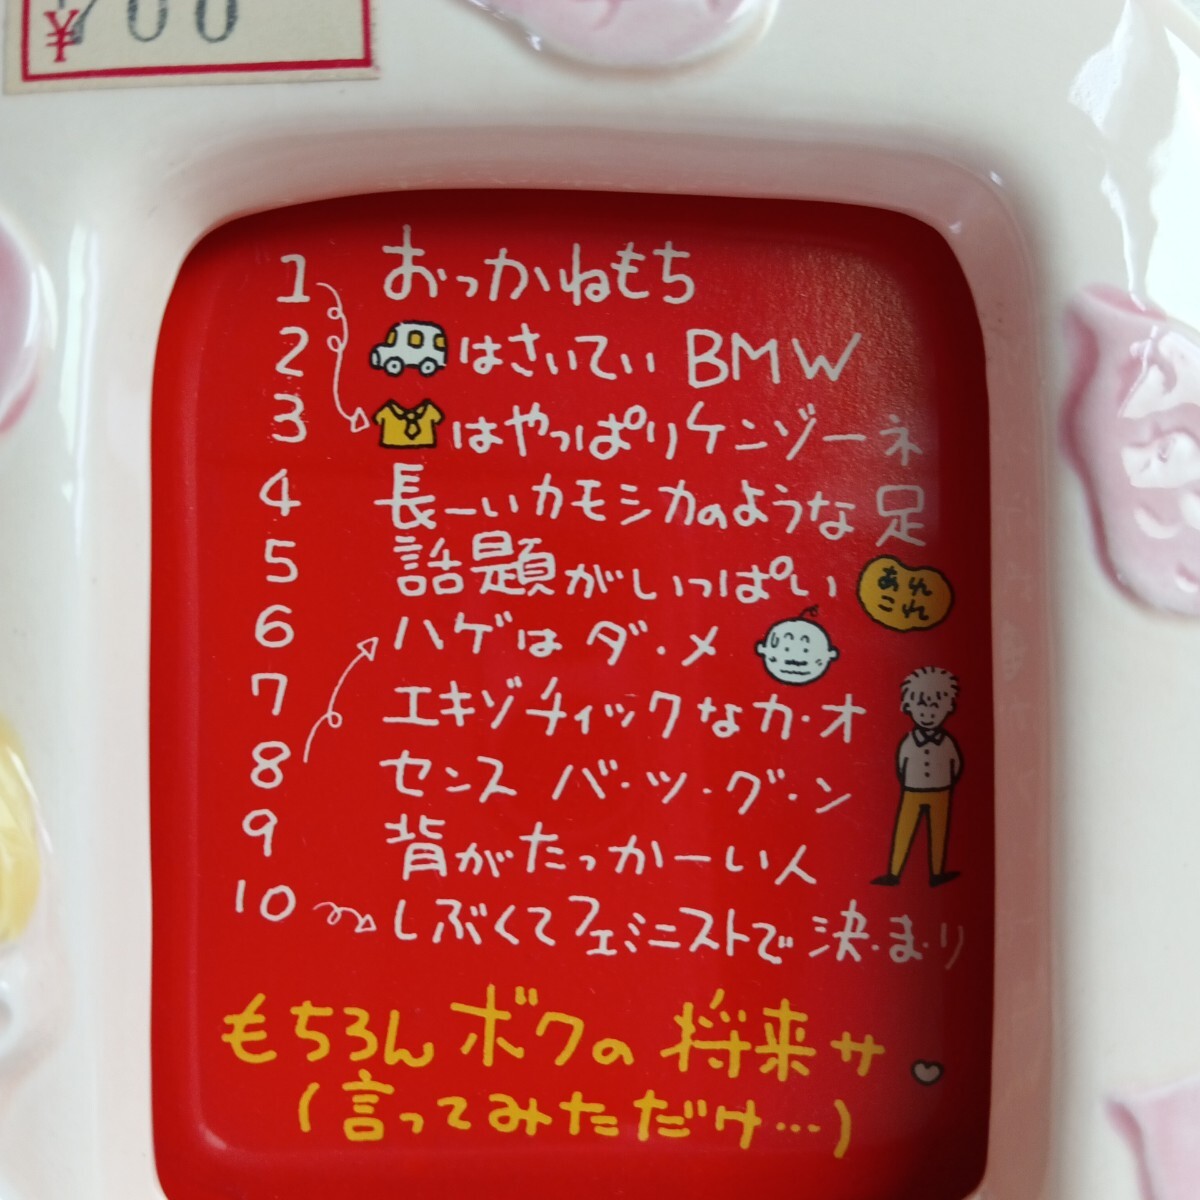 ¥700
1 おっかねもち
2 はさいてい BMW
3 はやっぱりケンゾーネ
4 長ーいカモシカのような足
5 話題がいっぱい あれこれ
6 ハゲは ダ・メ
7 エキゾチィックなカ・オ
8 センス バ・ツ・グ・ン
9 背がたっかーい人
10 しぶくてフェミニストで 決・ま・り
もちろん ボクの 将来サ
(言ってみただけ…)